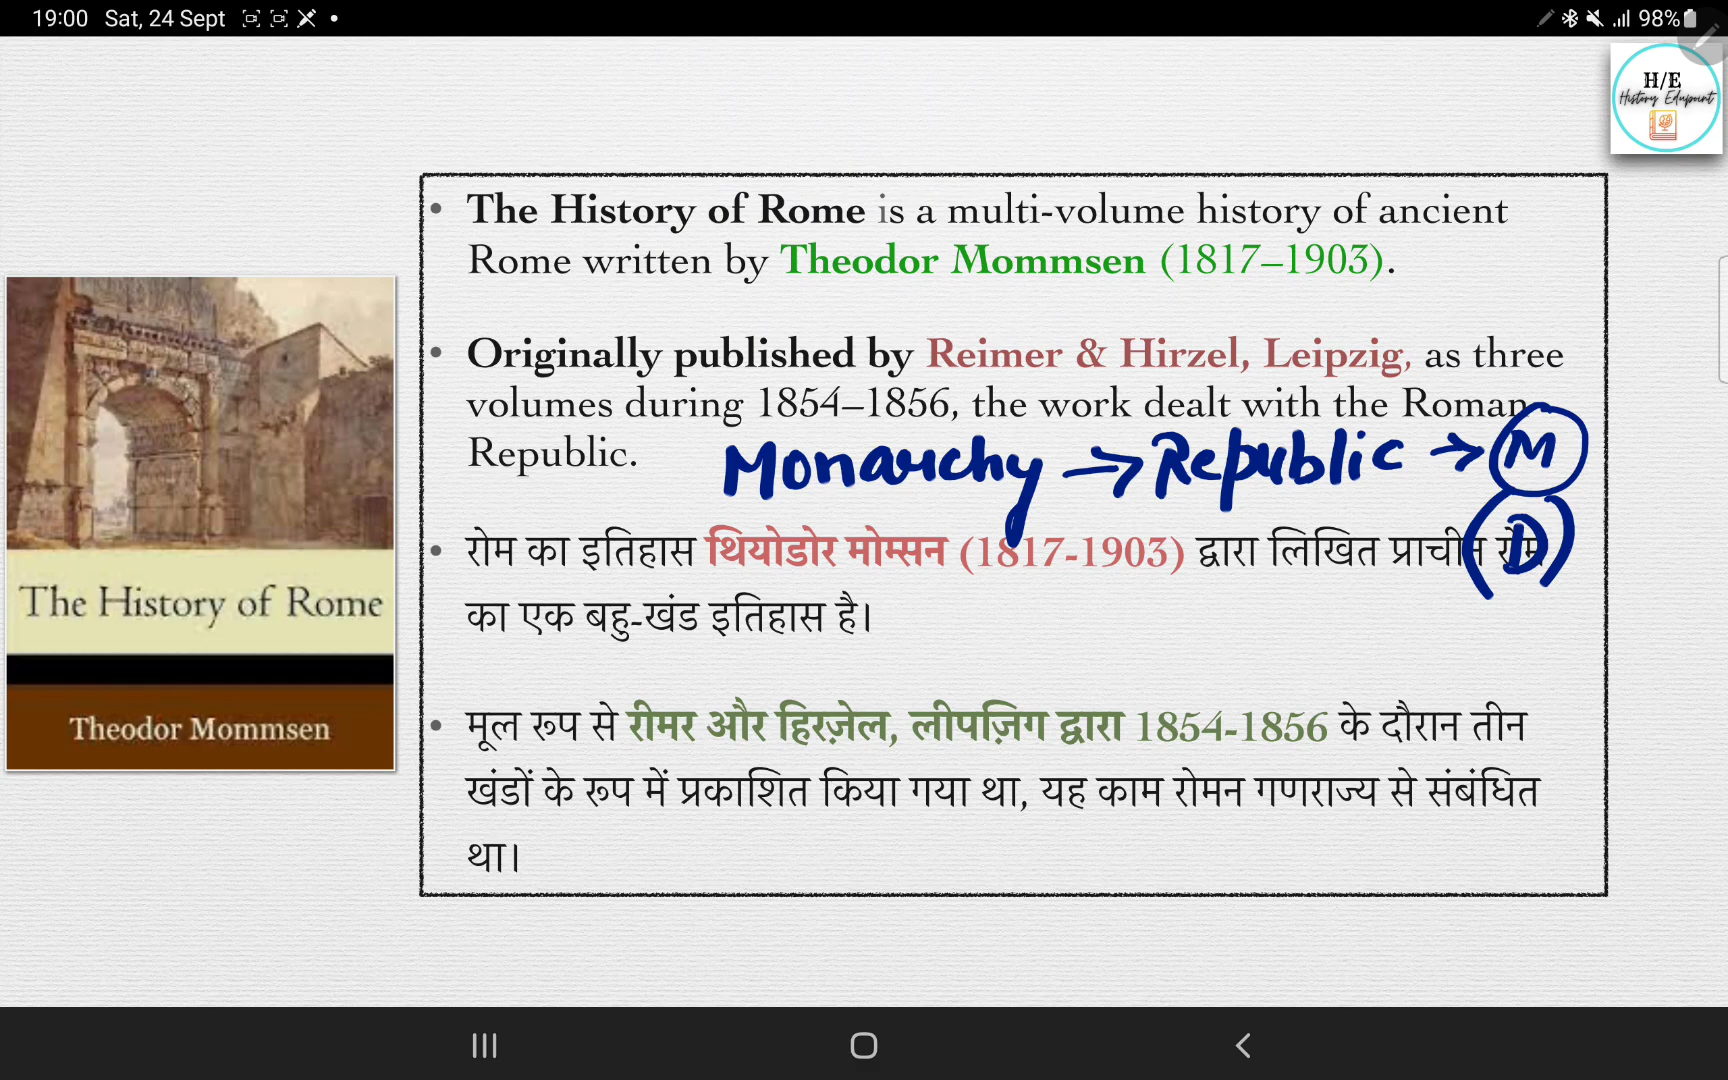 19:00 Sat, 24 Sept
98%
H/E
History Edupoint
The History of Rome is a multi-volume history of ancient
Rome written by Theodor Mommsen (1817–1903).
Originally published by Reimer & Hirzel, Leipzig, as three
volumes during 1854–1856, the work dealt with the Roman
Republic.
Monarchy → Republic → M
(D)
रोम का इतिहास थियोडोर मोम्सन (1817-1903) द्वारा लिखित प्राचीन रोम
का एक बहु-खंड इतिहास है।
मूल रूप से रीमर और हिरज़ेल, लीपज़िग द्वारा 1854-1856 के दौरान तीन
खंडों के रूप में प्रकाशित किया गया था, यह काम रोमन गणराज्य से संबंधित
था।
The History of Rome
Theodor Mommsen